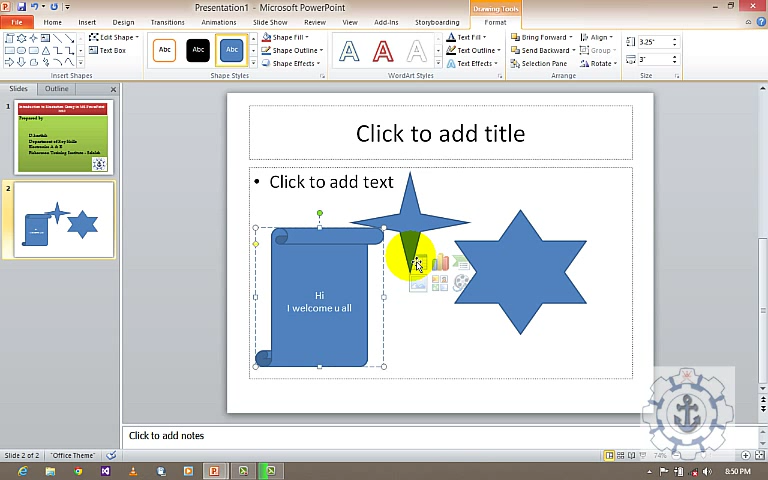 Presentation1 - Microsoft PowerPoint
Drawing Tools
File Home Insert Design Transitions Animations Slide Show Review View Add-Ins Storyboarding Format
Edit Shape
Text Box
Insert Shapes
Abc Abc Abc
Shape Fill
Shape Outline
Shape Effects
Shape Styles
A A A
Text Fill
Text Outline
Text Effects
WordArt Styles
Bring Forward
Send Backward
Selection Pane
Align
Group
Rotate
Arrange
3.25"
3"
Size
Slides Outline
1
Prepared by
2
Click to add title
• Click to add text
Hi
I welcome u all
Click to add notes
Slide 2 of 2 "Office Theme"
74%
8:50 PM